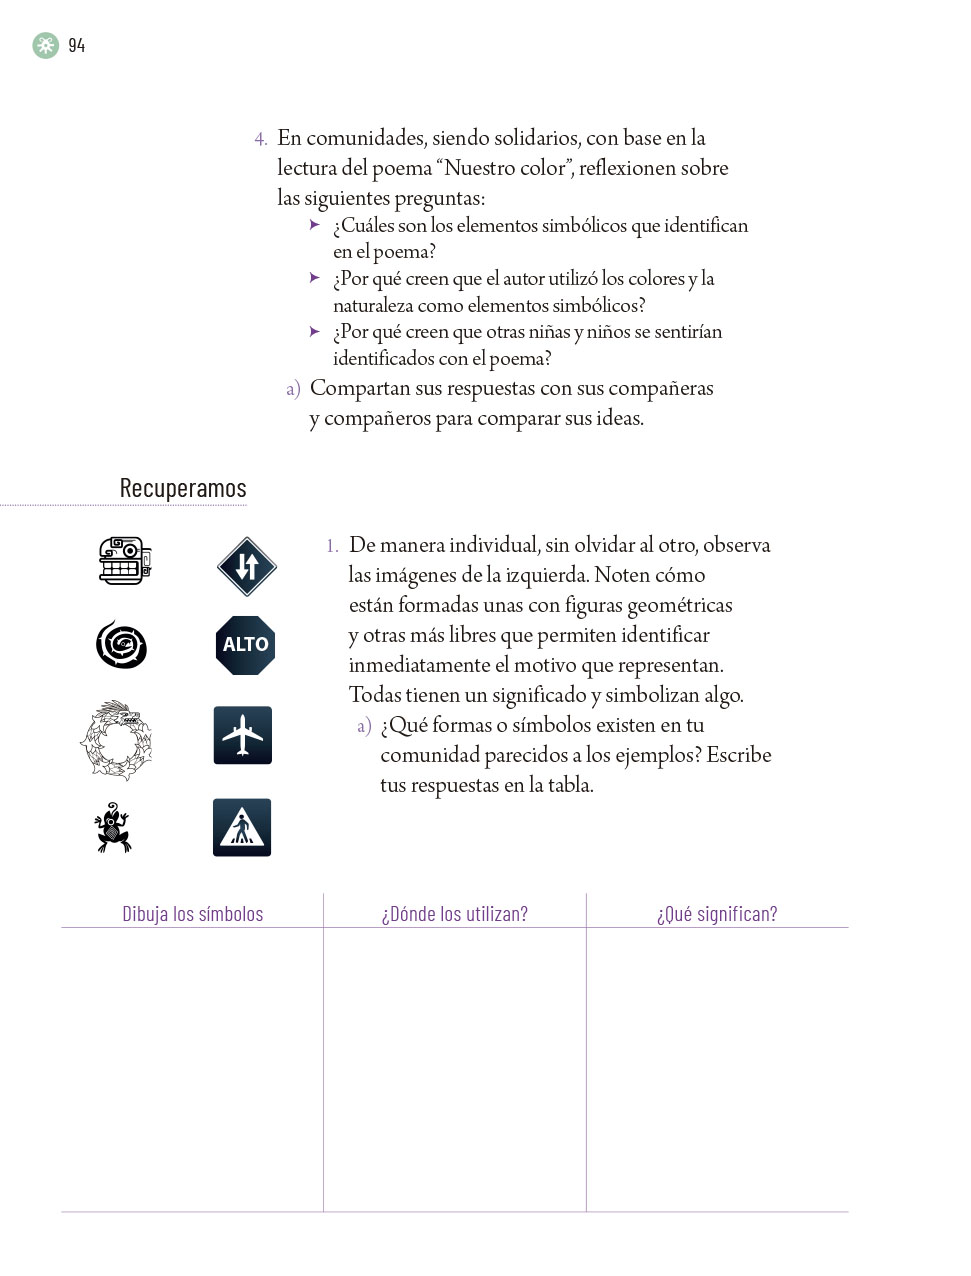 94
4. En comunidades, siendo solidarios, con base en la
lectura del poema “Nuestro color”, reflexionen sobre
las siguientes preguntas:
¿Cuáles son los elementos simbólicos que identifican
en el poema?
¿Por qué creen que el autor utilizó los colores y la
naturaleza como elementos simbólicos?
¿Por qué creen que otras niñas y niños se sentirían
identificados con el poema?
a) Compartan sus respuestas con sus compañeras
y compañeros para comparar sus ideas.
Recuperamos
1. De manera individual, sin olvidar al otro, observa
las imágenes de la izquierda. Noten cómo
están formadas unas con figuras geométricas
y otras más libres que permiten identificar
inmediatamente el motivo que representan.
Todas tienen un significado y simbolizan algo.
a) ¿Qué formas o símbolos existen en tu
comunidad parecidos a los ejemplos? Escribe
tus respuestas en la tabla.
ALTO
Dibuja los símbolos
¿Dónde los utilizan?
¿Qué significan?